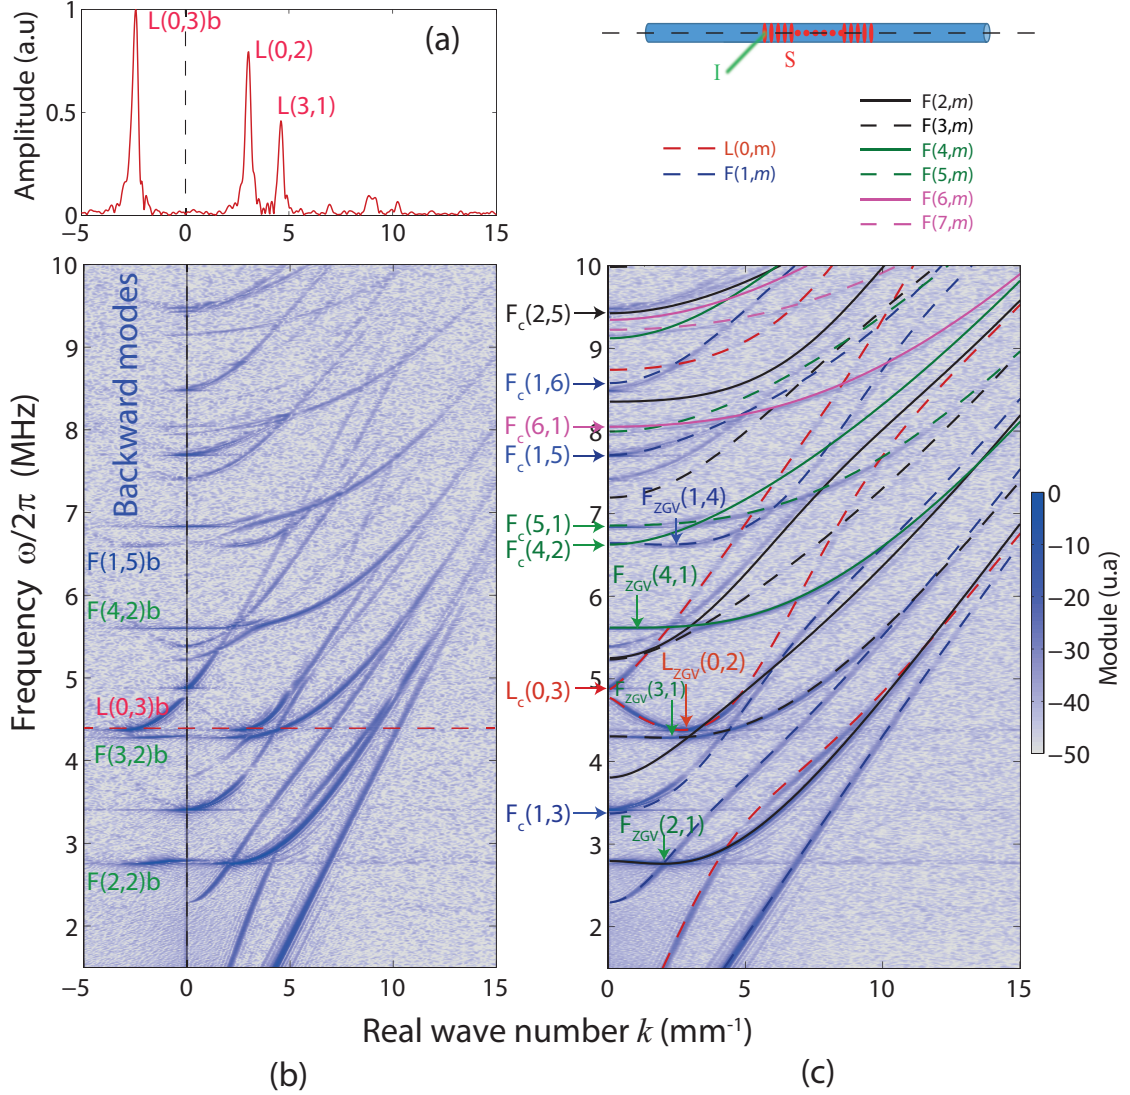 (a)
Amplitude (a.u)
1
0.5
0
L(0,3)b
L(0,2)
L(3,1)
−5 0 5 10 15
I
S
L(0,m)
F(1,m)
F(2,m)
F(3,m)
F(4,m)
F(5,m)
F(6,m)
F(7,m)
Frequency ω/2π (MHz)
10
9
8
7
6
5
4
3
2
Backward modes
F(1,5)b
F(4,2)b
L(0,3)b
F(3,2)b
F(2,2)b
−5 0 5 10 15
Fc(2,5)
Fc(1,6)
Fc(6,1)
Fc(1,5)
Fc(5,1)
Fc(4,2)
Lc(0,3)
Fc(1,3)
10
9
8
7
6
5
4
3
2
FZGV(1,4)
FZGV(4,1)
LZGV(0,2)
FZGV(3,1)
FZGV(2,1)
0 5 10 15
0
−10
−20
−30
−40
−50
Module (u.a)
Real wave number k (mm-1)
(b)
(c)